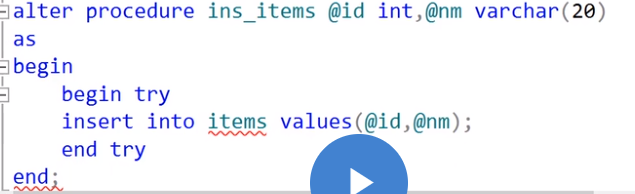 alter procedure ins_items @id int,@nm varchar(20)
as
begin
begin try
insert into items values(@id,@nm);
end try
end;